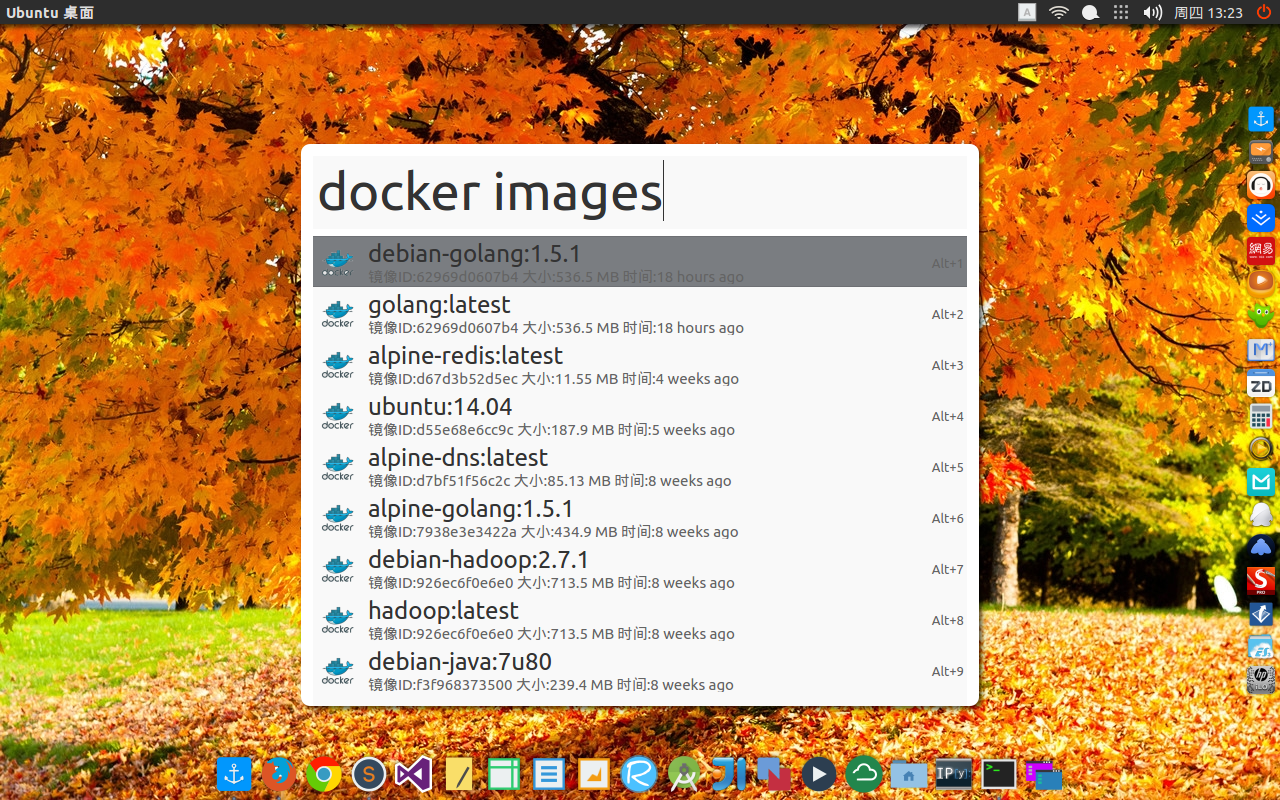 Ubuntu 桌面
A
周四 13:23
docker images
debian-golang:1.5.1
镜像ID:62969d0607b4 大小:536.5 MB 时间:18 hours ago
Alt+1
docker
golang:latest
镜像ID:62969d0607b4 大小:536.5 MB 时间:18 hours ago
Alt+2
docker
alpine-redis:latest
镜像ID:d67d3b52d5ec 大小:11.55 MB 时间:4 weeks ago
Alt+3
docker
ubuntu:14.04
镜像ID:d55e68e6cc9c 大小:187.9 MB 时间:5 weeks ago
Alt+4
docker
alpine-dns:latest
镜像ID:d7bf51f56c2c 大小:85.13 MB 时间:8 weeks ago
Alt+5
docker
alpine-golang:1.5.1
镜像ID:7938e3e3422a 大小:434.9 MB 时间:8 weeks ago
Alt+6
docker
debian-hadoop:2.7.1
镜像ID:926ec6f0e6e0 大小:713.5 MB 时间:8 weeks ago
Alt+7
docker
hadoop:latest
镜像ID:926ec6f0e6e0 大小:713.5 MB 时间:8 weeks ago
Alt+8
docker
debian-java:7u80
镜像ID:f3f968373500 大小:239.4 MB 时间:8 weeks ago
Alt+9
docker
網易
M+
ZD
S
PRO
ES
hp
S
R
JI
IP[y]
>_